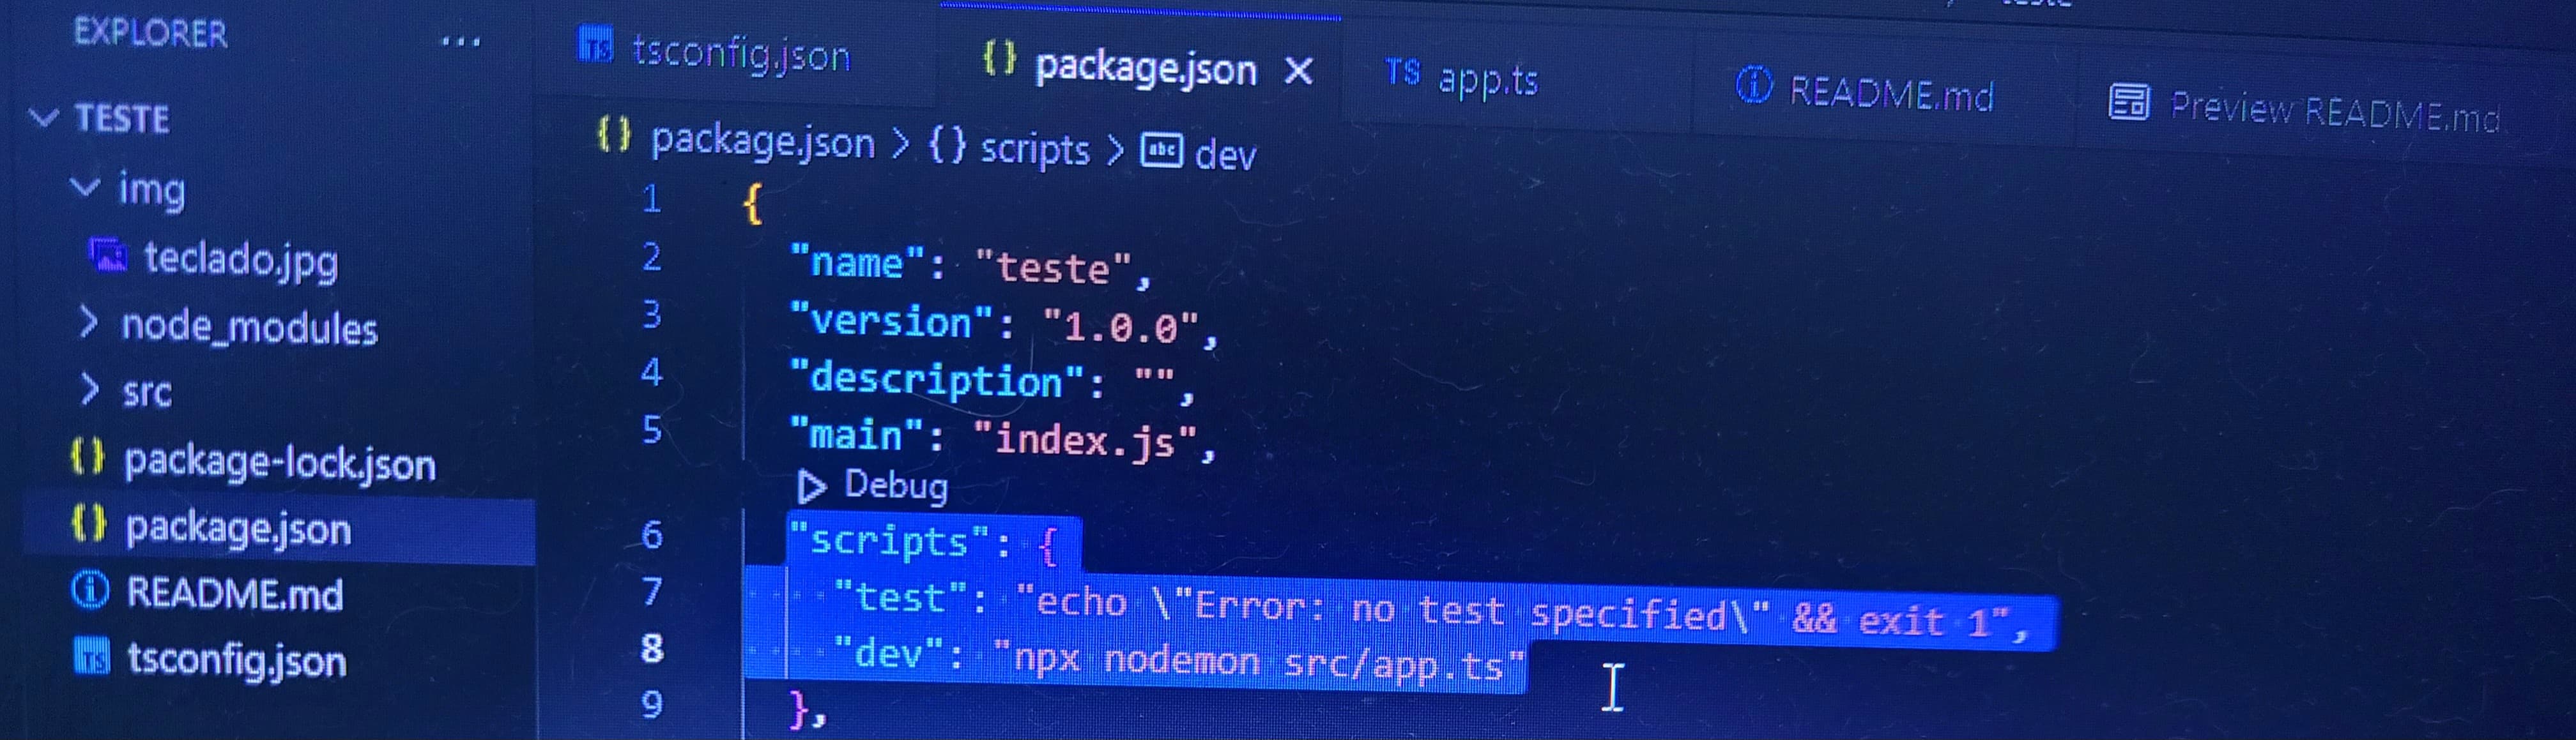 EXPLORER ...
TESTE
img
teclado.jpg
node_modules
src
package-lock.json
package.json
README.md
tsconfig.json
TS tsconfig.json {} package.json × TS app.ts README.md Preview README.md
{} package.json > {} scripts > abc dev
1 {
2 "name": "teste",
3 "version": "1.0.0",
4 "description": "",
5 "main": "index.js",
Debug
6 "scripts": {
7 "test": "echo \"Error: no test specified\" && exit 1",
8 "dev": "npx nodemon src/app.ts"
9 },